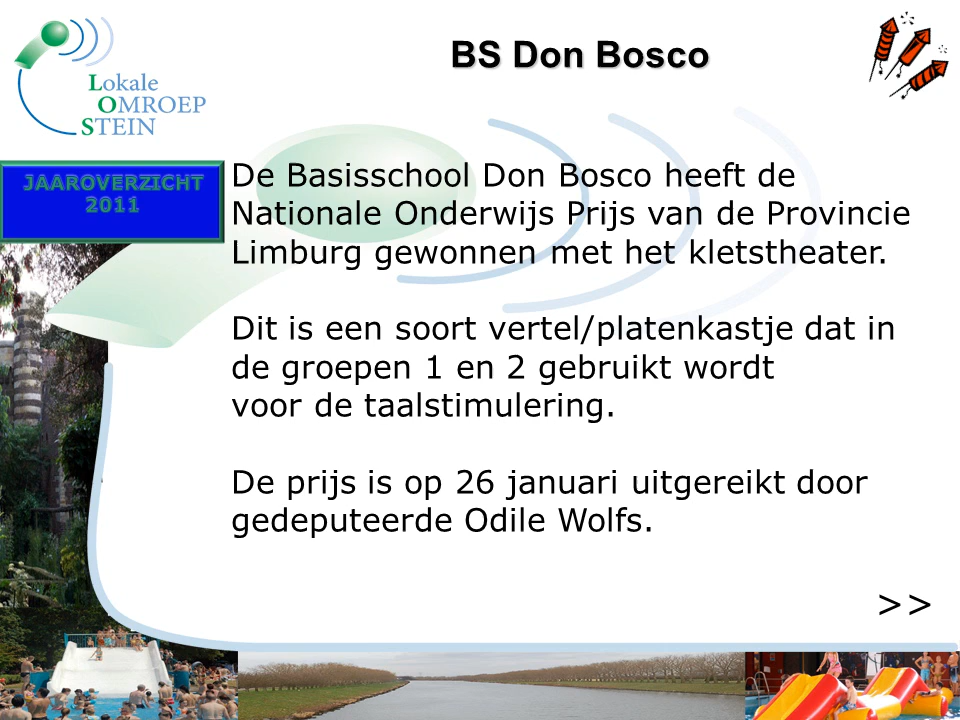 BS Don Bosco
Lokale
OMROEP
STEIN
JAAROVERZICHT
2011
De Basisschool Don Bosco heeft de
Nationale Onderwijs Prijs van de Provincie
Limburg gewonnen met het kletstheater.
Dit is een soort vertel/platenkastje dat in
de groepen 1 en 2 gebruikt wordt
voor de taalstimulering.
De prijs is op 26 januari uitgereikt door
gedeputeerde Odile Wolfs.
>>